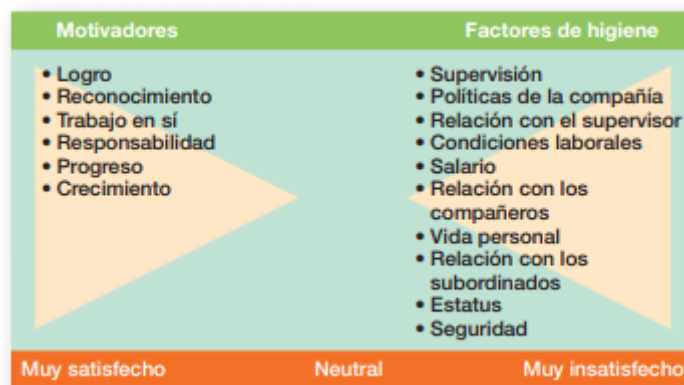 Motivadores
Factores de higiene
• Logro
• Reconocimiento
• Trabajo en sí
• Responsabilidad
• Progreso
• Crecimiento
• Supervisión
• Políticas de la compañía
• Relación con el supervisor
• Condiciones laborales
• Salario
• Relación con los
compañeros
• Vida personal
• Relación con los
subordinados
• Estatus
• Seguridad
Muy satisfecho
Neutral
Muy insatisfecho